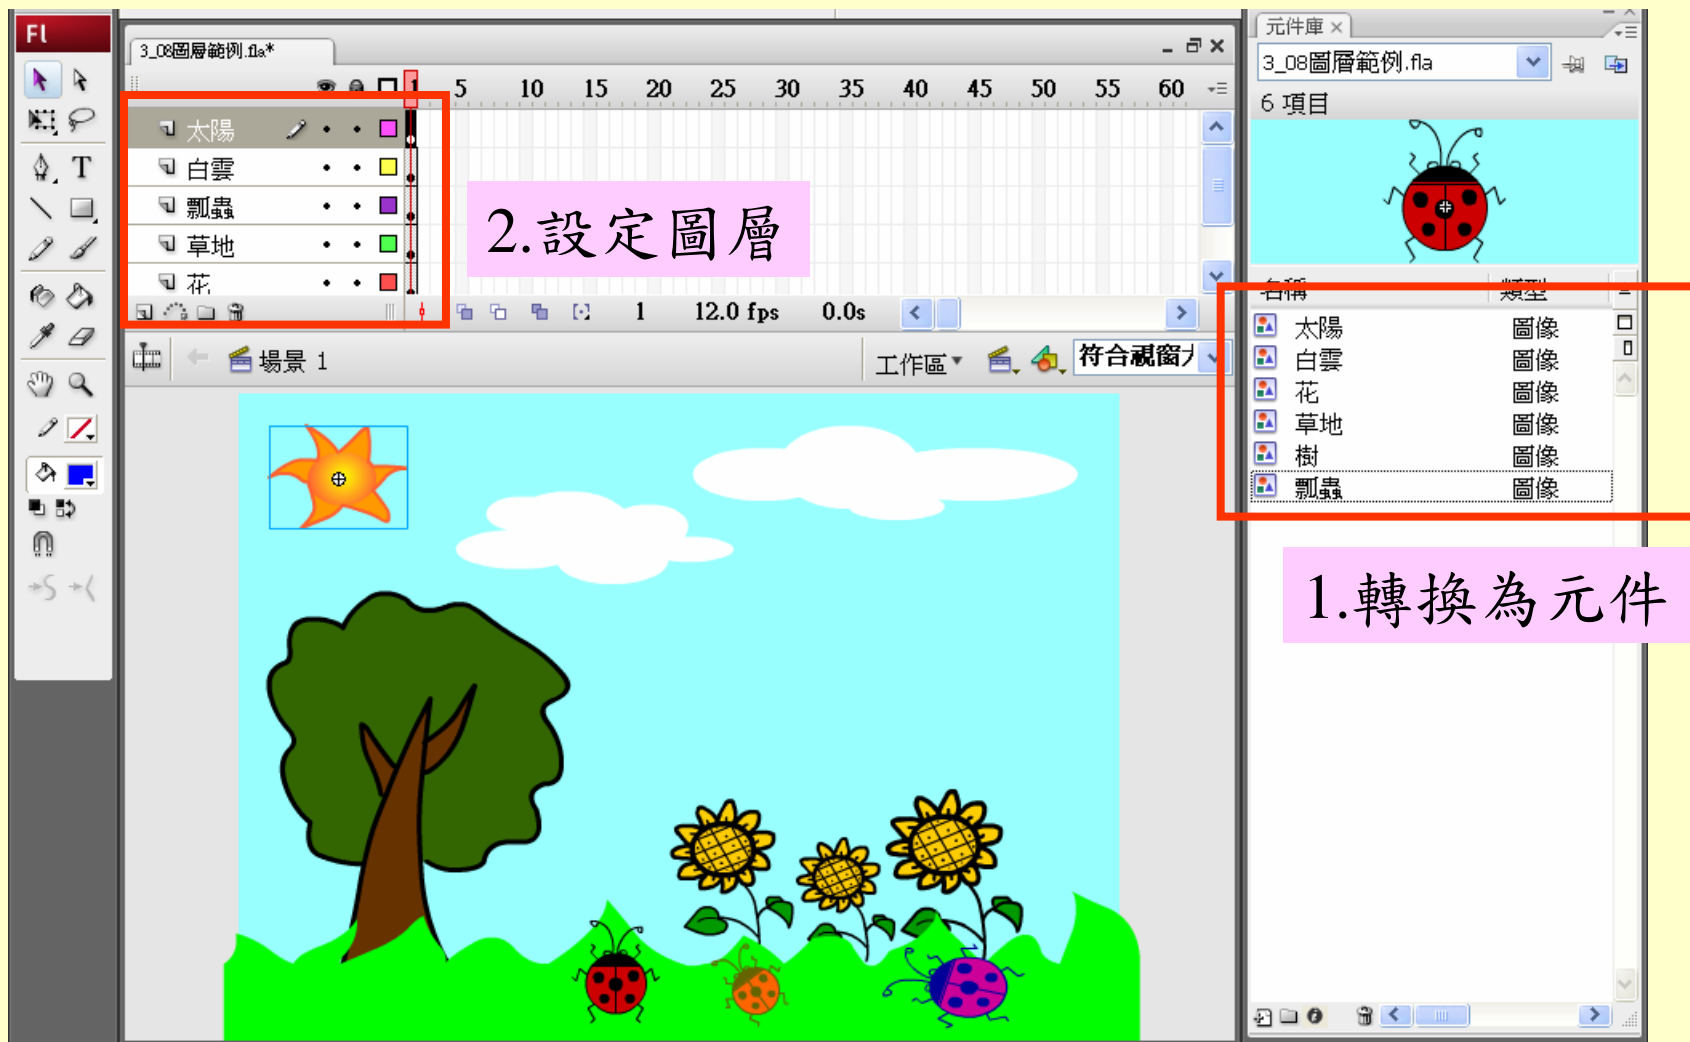 Fl
3_08圖層範例.fla*
1 5 10 15 20 25 30 35 40 45 50 55 60
太陽
白雲
瓢蟲
草地
花
2.設定圖層
1 12.0 fps 0.0s
場景 1
工作區
符合視窗大
T
元件庫
3_08圖層範例.fla
6 項目
名稱 類型
太陽 圖像
白雲 圖像
花 圖像
草地 圖像
樹 圖像
瓢蟲 圖像
1.轉換為元件